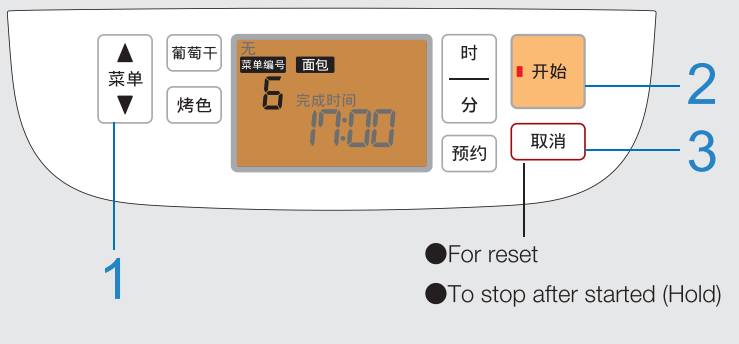 ▲
菜单
▼
葡萄干
烤色
无
菜单编号 面包
6
完成时间
17:00
时
分
预约
开始
取消
1
2
3
●For reset
●To stop after started (Hold)